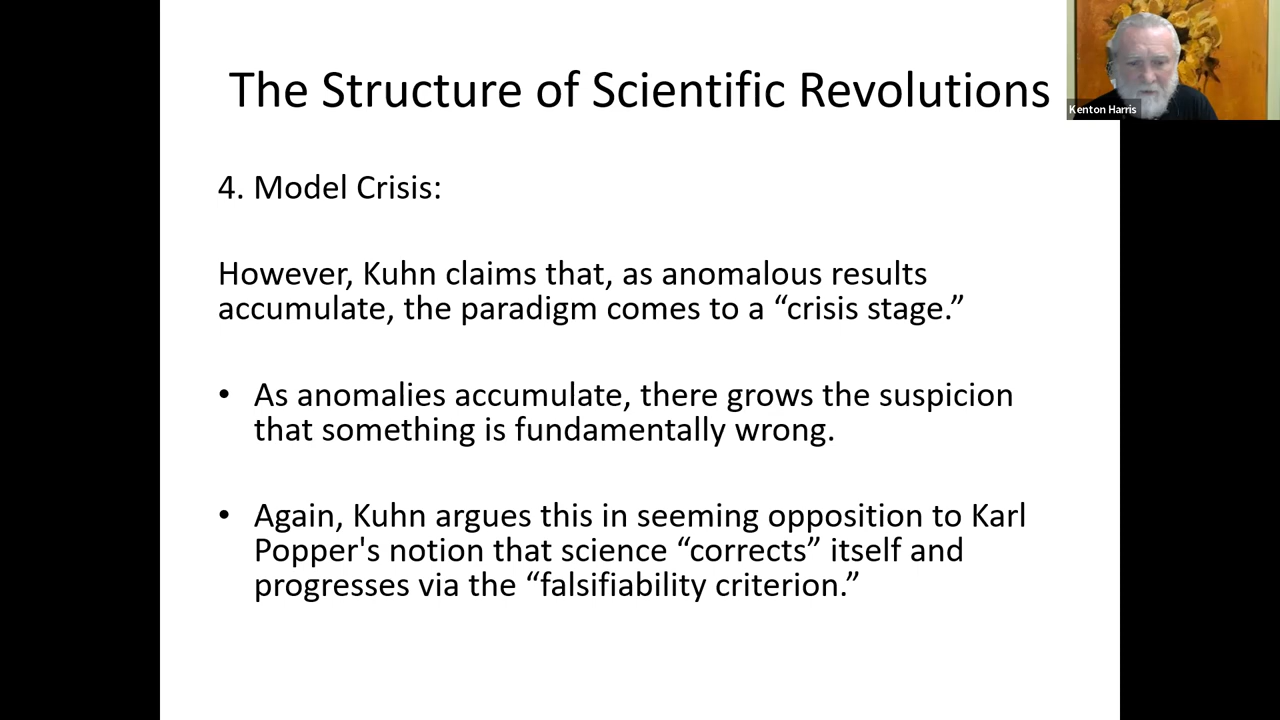 The Structure of Scientific Revolutions
Kenton Harris
4. Model Crisis:
However, Kuhn claims that, as anomalous results
accumulate, the paradigm comes to a “crisis stage.”
• As anomalies accumulate, there grows the suspicion
that something is fundamentally wrong.
• Again, Kuhn argues this in seeming opposition to Karl
Popper's notion that science “corrects” itself and
progresses via the “falsifiability criterion.”